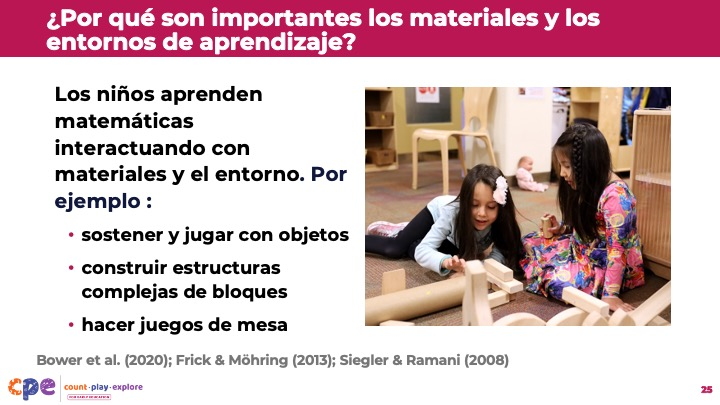 ¿Por qué son importantes los materiales y los
entornos de aprendizaje?
Los niños aprenden
matemáticas
interactuando con
materiales y el entorno. Por
ejemplo :
• sostener y jugar con objetos
• construir estructuras
complejas de bloques
• hacer juegos de mesa
Bower et al. (2020); Frick & Möhring (2013); Siegler & Ramani (2008)
cpe
count·play·explore
25